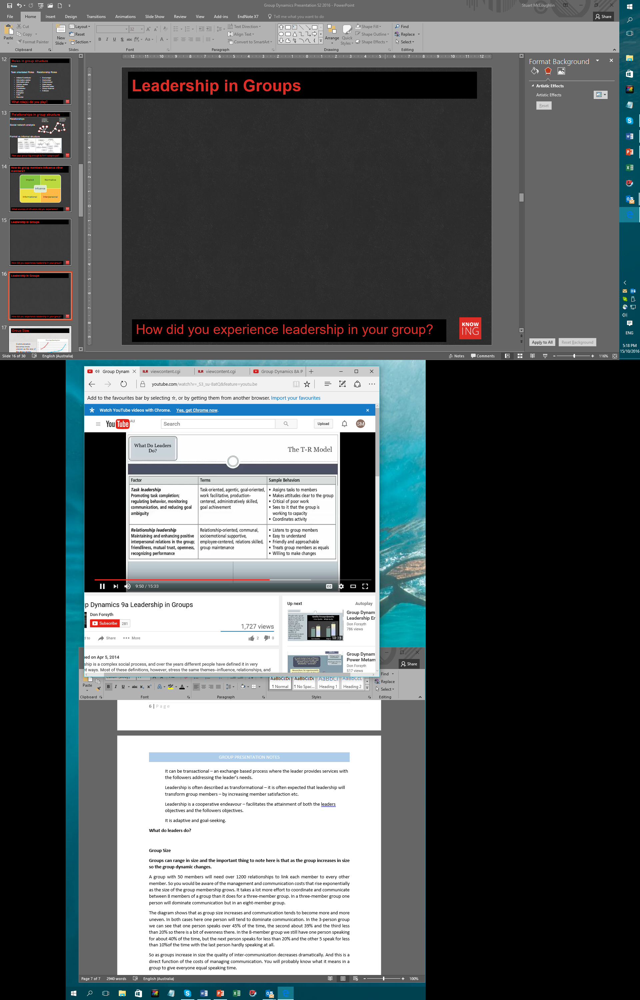 Group Dynamics Presentation S2 2016 - PowerPoint
Stuart McLoughlin
File Home Insert Design Transitions Animations Slide Show Review View Add-ins EndNote X7 Tell me what you want to do
Share
Paste
Cut
Copy
Format Painter
Clipboard
New Slide
Layout
Reset
Section
Slides
32
Font
Text Direction
Align Text
Convert to SmartArt
Paragraph
Arrange
Quick Styles
Shape Fill
Shape Outline
Shape Effects
Drawing
Find
Replace
Select
Editing
12
Roles in group structure
Roles
Task orientated Roles Relationship Roles
What role(s) did you play?
13
Relationships in group structure
Relationships
Social network analysis
Formal vs informal structure
Was your group big enough to form subgroups?
14
How do group members influence other members?
Implicit
Normative
Influence
Informational
Interpersonal
What sources of influence did you experience?
15
Leadership in Groups
How did you experience leadership in your group?
16
Leadership in Groups
How did you experience leadership in your group?
17
Group Size
Communication
becomes more
uneven as the size of
the group grows
Leadership in Groups
How did you experience leadership in your group?
KNOW
ING
Format Background
Artistic Effects
Artistic Effects
Reset
Apply to All
Reset Background
Slide 16 of 30
English (Australia)
Notes
Comments
116%
ENG
5:18 PM
15/10/2016
Group Dynam
viewcontent.cgi
viewcontent.cgi
Group Dynamics 8A P
youtube.com/watch?v=_S3_su-8atQ&feature=youtu.be
Add to the favourites bar by selecting ☆, or by getting them from another browser. Import your favourites
Watch YouTube videos with Chrome. Yes, get Chrome now.
YouTube AU
Search
Upload
SM
What Do Leaders
Do?
The T-R Model
Factor
Terms
Sample Behaviors
Task leadership
Promoting task completion;
regulating behavior, monitoring
communication, and reducing goal
ambiguity
Task-oriented, agentic, goal-oriented,
work facilitative, production-
centered, administratively skilled,
goal achievement
• Assigns tasks to members
• Makes attitudes clear to the group
• Critical of poor work
• Sees to it that the group is
working to capacity
• Coordinates activity
Relationship leadership
Maintaining and enhancing positive
interpersonal relations in the group;
friendliness, mutual trust, openness,
recognizing performance
Relationship-oriented, communal,
socioemotional supportive,
employee-centered, relations skilled,
group maintenance
• Listens to group members
• Easy to understand
• Friendly and approachable
• Treats group members as equals
• Willing to make changes
9:50 / 15:33
p Dynamics 9a Leadership in Groups
Don Forsyth
Subscribe 281
1,727 views
d to
Share
More
2
0
ed on Apr 5, 2014
ship is a complex social process, and over the years different people have defined it in very
nt ways. Most of these definitions, however, stress the same themes--influence, relationships, and
Up next
Autoplay
Quality Trumps Quantity
18:23
Group Dynam
Leadership Er
Don Forsyth
786 views
Group Dynam
Power Metam
Don Forsyth
517 views
Share
Paste
Clipboard
Font
Paragraph
AaBbCcDc
¶ Normal
AaBbCcDc
¶ No Spac...
AaBbCc
Heading 1
AaBbCcL
Heading 2
Styles
Find
Replace
Select
Editing
6 | Page
GROUP PRESENTATION NOTES
It can be transactional – an exchange based process where the leader provides services with
the followers addressing the leader's needs.
Leadership is often described as transformational – it is often expected that leadership will
transform group members – by increasing member satisfaction etc.
Leadership is a cooperative endeavour – facilitates the attainment of both the leaders
objectives and the followers objectives.
It is adaptive and goal-seeking.
What do leaders do?
Group Size
Groups can range in size and the important thing to note here is that as the group increases in size
so the group dynamic changes.
A group with 50 members will need over 1200 relationships to link each member to every other
member. So you would be aware of the management and communication costs that rise exponentially
as the size of the group membership grows. It takes a lot more effort to coordinate and communicate
between 8 members of a group than it does for a three-member group. In a three-member group one
person will dominate communication but in an eight-member group.
The diagram shows that as group size increases and communication tends to become more and more
uneven. In both cases here one person will tend to dominate communication. In the 3-person group
we can see that one person speaks over 45% of the time, the second about 39% and the third less
than 20% so there is a bit of evenness there. In the 8-member group we still have one person speaking
for about 40% of the time, but the next person speaks for less than 20% and the other 5 speak for less
than 10%of the time with the last person hardly speaking at all.
So as groups increase in size the quality of inter-communication decreases dramatically. And this is a
direct function of the costs of managing communication. You will probably know what it means in a
group to give everyone equal speaking time.
Page 7 of 7
2940 words
English (Australia)
100%